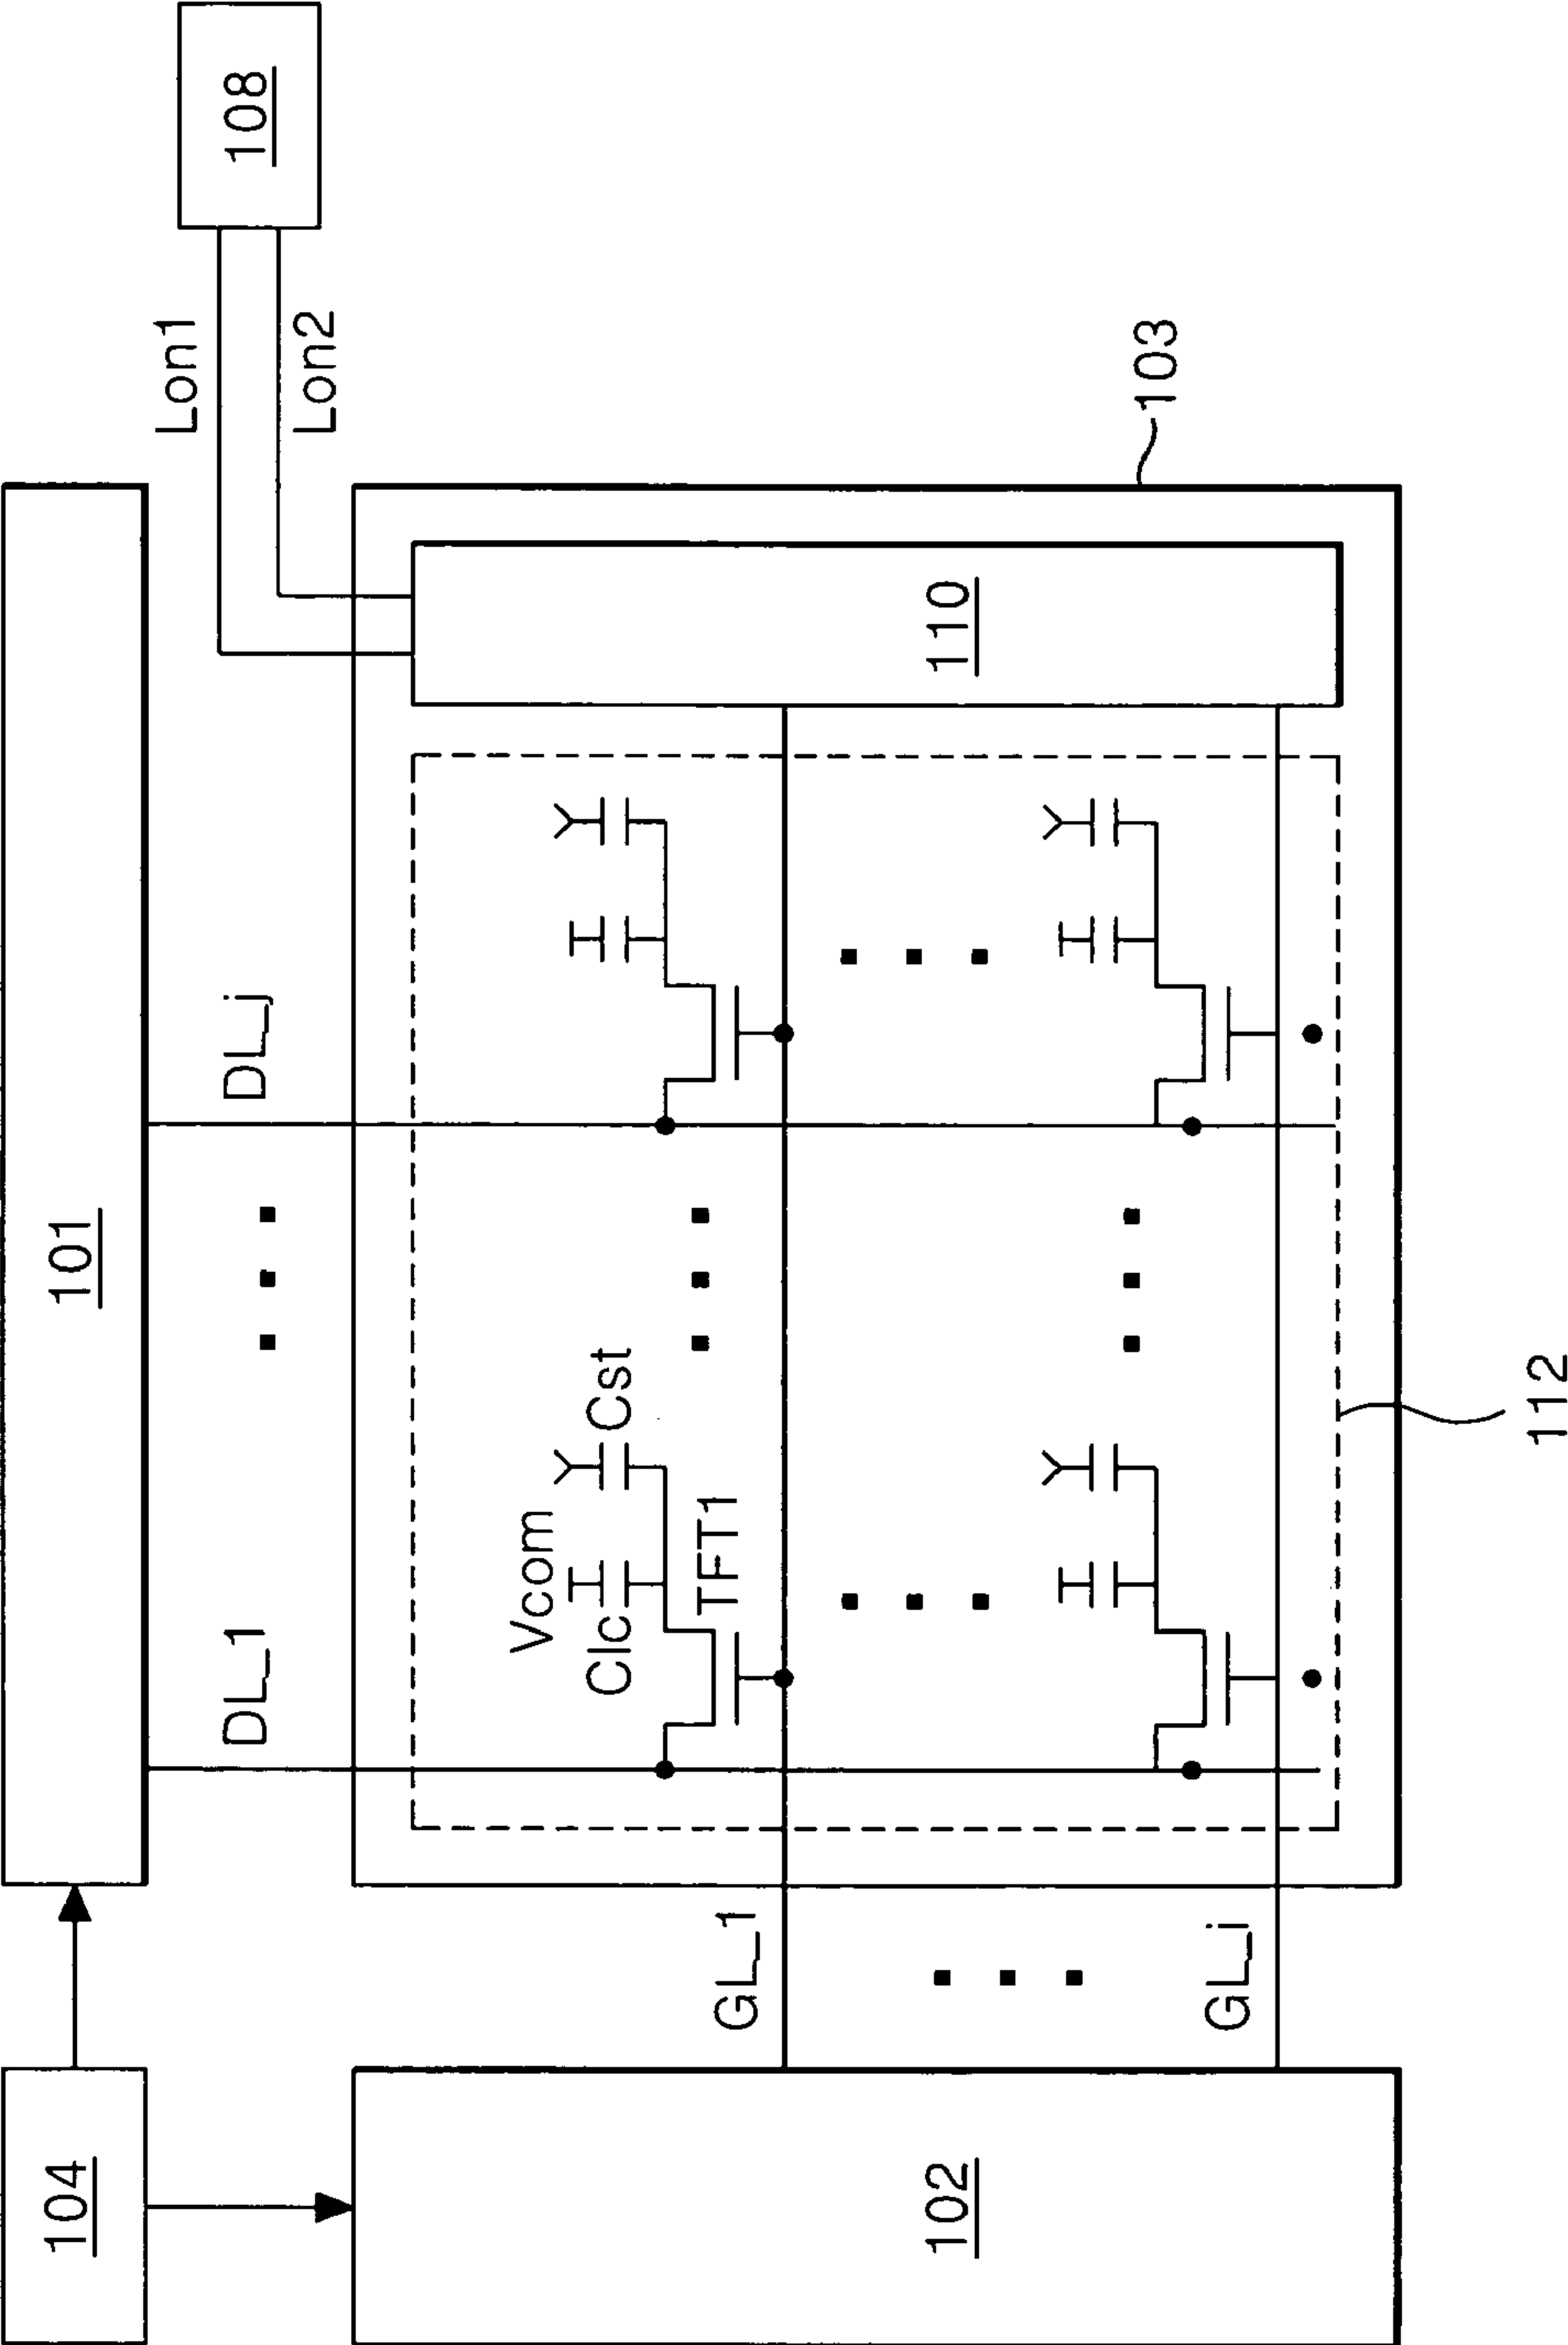 104
101
108
Lon1
Lon2
DL_1
DL_j
Vcom
Clc
Cst
TFT1
GL_1
GL_i
102
110
103
112